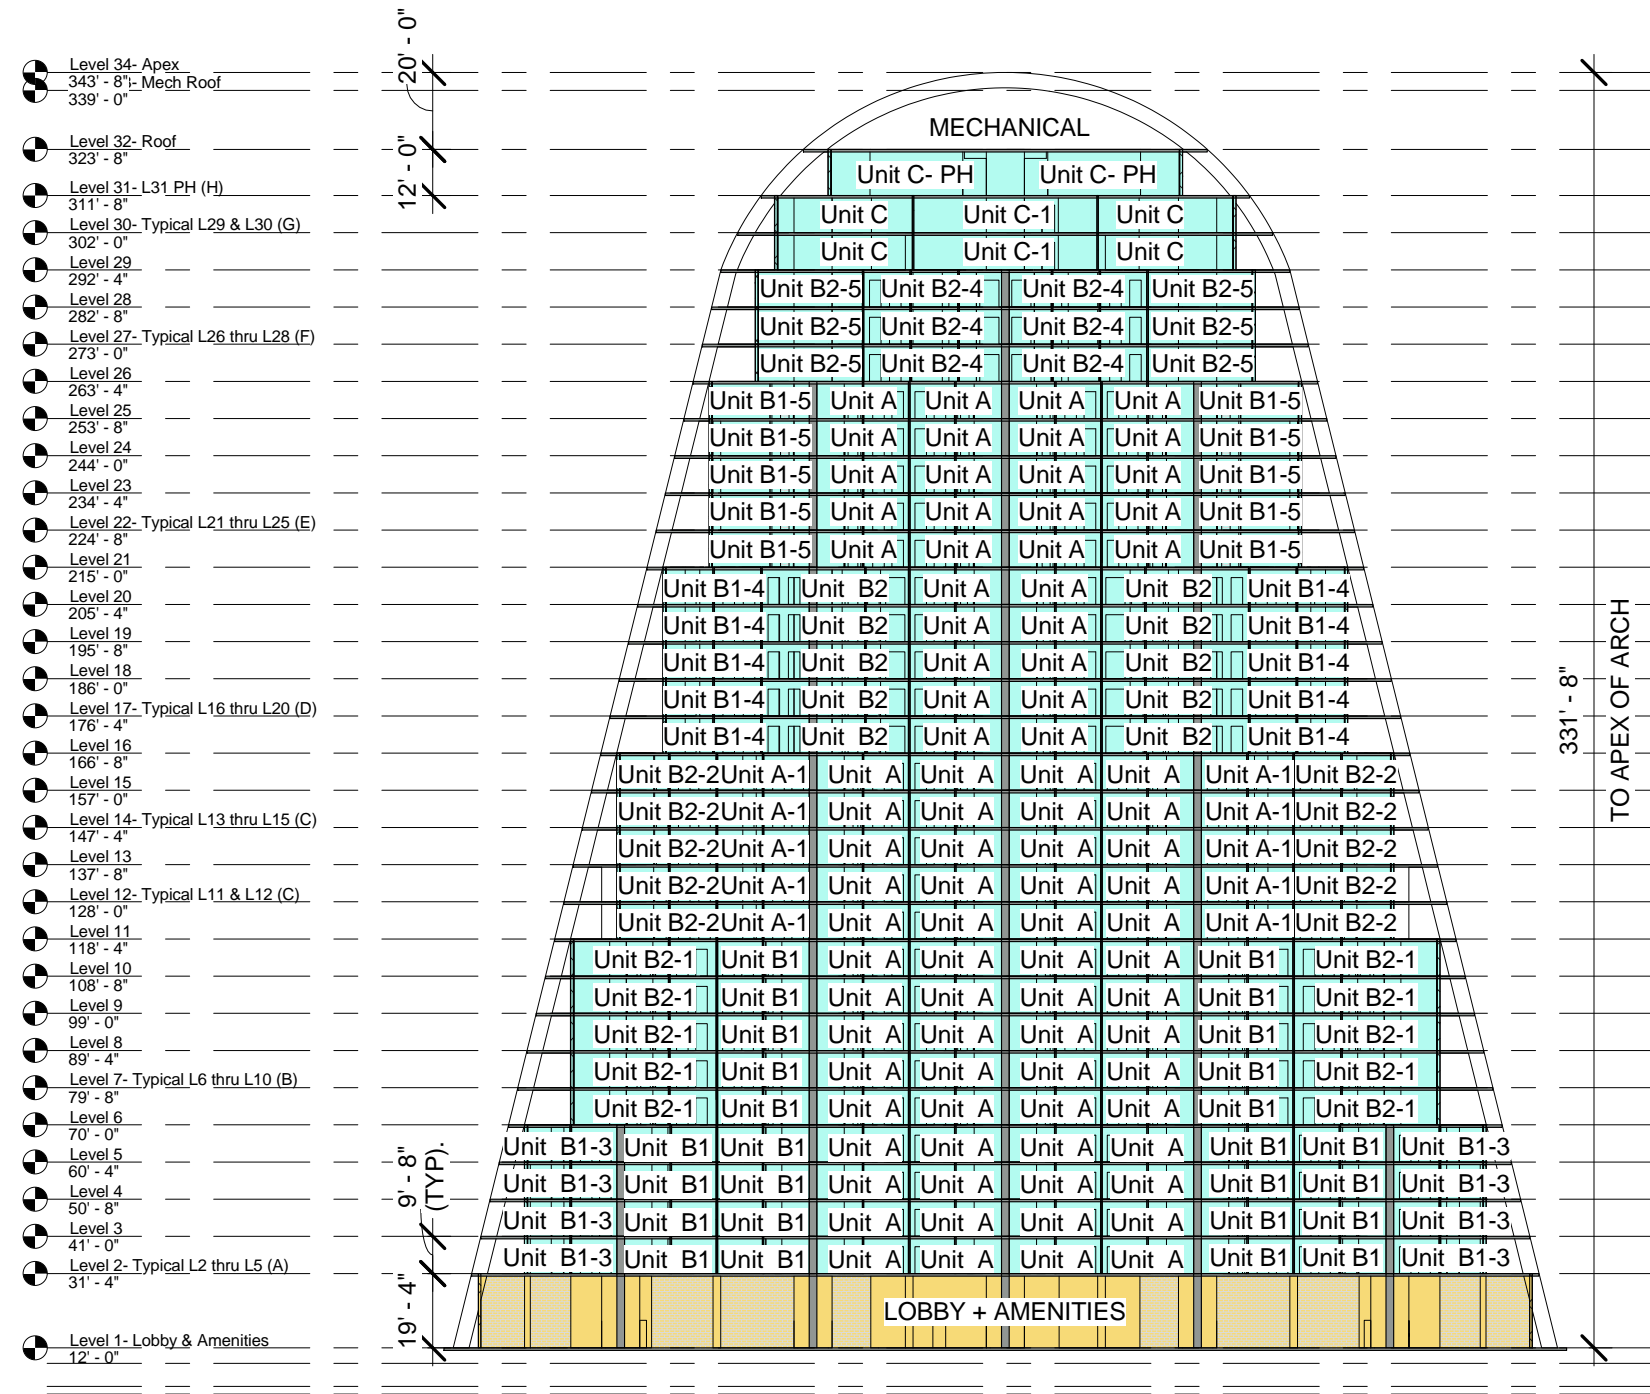 20' - 0"
Level 34- Apex
343' - 8"
- Mech Roof
339' - 0"
MECHANICAL
Level 32- Roof
323' - 8"
12' - 0"
Unit C- PH Unit C- PH
Level 31- L31 PH (H)
311' - 8"
Unit C Unit C-1 Unit C
Level 30- Typical L29 & L30 (G)
302' - 0"
Unit C Unit C-1 Unit C
Level 29
292' - 4"
Unit B2-5 Unit B2-4 Unit B2-4 Unit B2-5
Level 28
282' - 8"
Unit B2-5 Unit B2-4 Unit B2-4 Unit B2-5
Level 27- Typical L26 thru L28 (F)
273' - 0"
Unit B2-5 Unit B2-4 Unit B2-4 Unit B2-5
Level 26
263' - 4"
Unit B1-5 Unit A Unit A Unit A Unit A Unit B1-5
Level 25
253' - 8"
Unit B1-5 Unit A Unit A Unit A Unit A Unit B1-5
Level 24
244' - 0"
Unit B1-5 Unit A Unit A Unit A Unit A Unit B1-5
Level 23
234' - 4"
Unit B1-5 Unit A Unit A Unit A Unit A Unit B1-5
Level 22- Typical L21 thru L25 (E)
224' - 8"
Unit B1-5 Unit A Unit A Unit A Unit A Unit B1-5
Level 21
215' - 0"
Unit B1-4 Unit B2 Unit A Unit A Unit B2 Unit B1-4
Level 20
205' - 4"
Unit B1-4 Unit B2 Unit A Unit A Unit B2 Unit B1-4
Level 19
195' - 8"
Unit B1-4 Unit B2 Unit A Unit A Unit B2 Unit B1-4
Level 18
186' - 0"
Unit B1-4 Unit B2 Unit A Unit A Unit B2 Unit B1-4
Level 17- Typical L16 thru L20 (D)
176' - 4"
Unit B1-4 Unit B2 Unit A Unit A Unit B2 Unit B1-4
Level 16
166' - 8"
Unit B2-2 Unit A-1 Unit A Unit A Unit A Unit A Unit A-1 Unit B2-2
Level 15
157' - 0"
Unit B2-2 Unit A-1 Unit A Unit A Unit A Unit A Unit A-1 Unit B2-2
Level 14- Typical L13 thru L15 (C)
147' - 4"
Unit B2-2 Unit A-1 Unit A Unit A Unit A Unit A Unit A-1 Unit B2-2
Level 13
137' - 8"
Unit B2-2 Unit A-1 Unit A Unit A Unit A Unit A Unit A-1 Unit B2-2
Level 12- Typical L11 & L12 (C)
128' - 0"
Unit B2-2 Unit A-1 Unit A Unit A Unit A Unit A Unit A-1 Unit B2-2
Level 11
118' - 4"
Unit B2-1 Unit B1 Unit A Unit A Unit A Unit A Unit B1 Unit B2-1
Level 10
108' - 8"
Unit B2-1 Unit B1 Unit A Unit A Unit A Unit A Unit B1 Unit B2-1
Level 9
99' - 0"
Unit B2-1 Unit B1 Unit A Unit A Unit A Unit A Unit B1 Unit B2-1
Level 8
89' - 4"
Unit B2-1 Unit B1 Unit A Unit A Unit A Unit A Unit B1 Unit B2-1
Level 7- Typical L6 thru L10 (B)
79' - 8"
Unit B2-1 Unit B1 Unit A Unit A Unit A Unit A Unit B1 Unit B2-1
Level 6
70' - 0"
Unit B1-3 Unit B1 Unit B1 Unit A Unit A Unit A Unit A Unit B1 Unit B1 Unit B1-3
Level 5
60' - 4"
Unit B1-3 Unit B1 Unit B1 Unit A Unit A Unit A Unit A Unit B1 Unit B1 Unit B1-3
Level 4
50' - 8"
Unit B1-3 Unit B1 Unit B1 Unit A Unit A Unit A Unit A Unit B1 Unit B1 Unit B1-3
Level 3
41' - 0"
Unit B1-3 Unit B1 Unit B1 Unit A Unit A Unit A Unit A Unit B1 Unit B1 Unit B1-3
9' - 8"
(TYP).
Level 2- Typical L2 thru L5 (A)
31' - 4"
19' - 4"
LOBBY + AMENITIES
Level 1- Lobby & Amenities
12' - 0"
331' - 8"
TO APEX OF ARCH